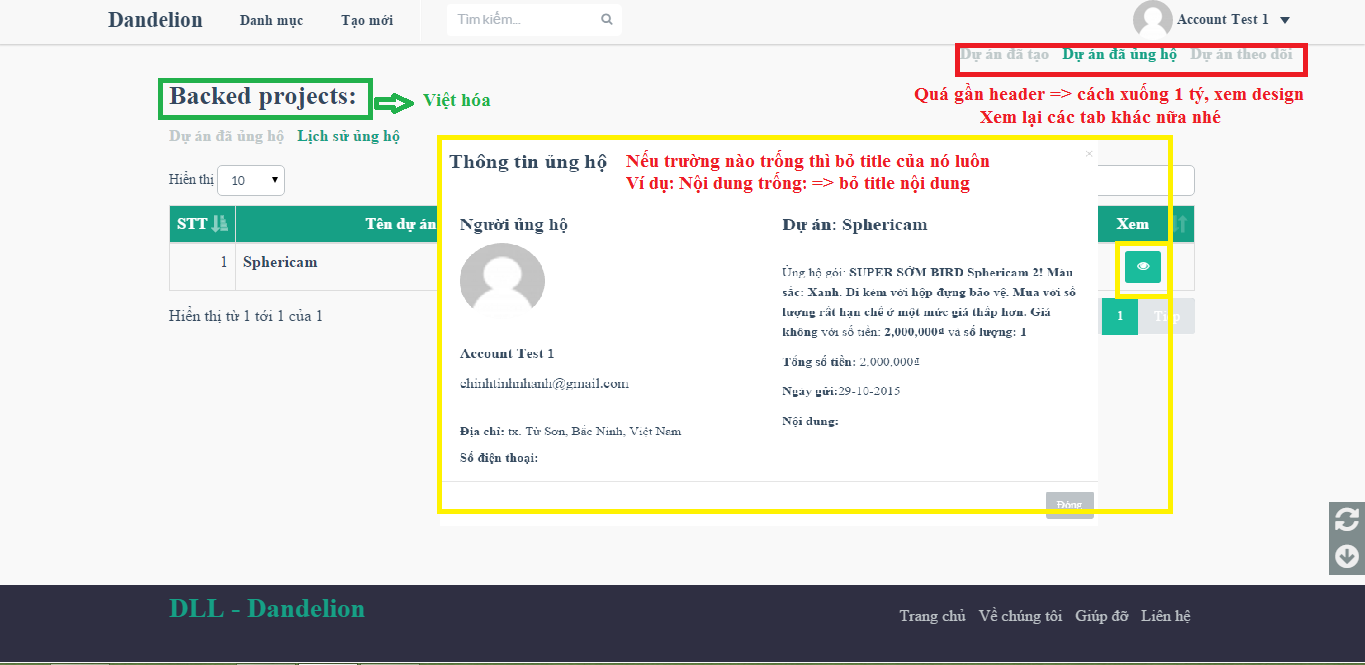 Dandelion Danh mục Tạo mới Tìm kiếm... Account Test 1
Dự án đã tạo Dự án đã ủng hộ Dự án theo dõi
Backed projects: Việt hóa
Quá gần header => cách xuống 1 tý, xem design
Xem lại các tab khác nữa nhé
Dự án đã ủng hộ Lịch sử ủng hộ
Thông tin ủng hộ ×
Nếu trường nào trống thì bỏ title của nó luôn
Ví dụ: Nội dung trống: => bỏ title nội dung
Hiển thị 10
STT Tên dự án Xem
1 Sphericam
Hiển thị từ 1 tới 1 của 1
1 Tiếp
Người ủng hộ
Account Test 1
chinhtinhnhanh@gmail.com
Địa chỉ: tx. Từ Sơn, Bắc Ninh, Việt Nam
Số điện thoại:
Dự án: Sphericam
Ủng hộ gói: SUPER SỚM BIRD Sphericam 2! Màu
sắc: Xanh. Đi kèm với hộp đựng bảo vệ. Mua với số
lượng rất hạn chế ở một mức giá thấp hơn. Giá
không với số tiền: 2,000,000₫ và số lượng: 1
Tổng số tiền: 2,000,000₫
Ngày gửi:29-10-2015
Nội dung:
Đóng
DLL - Dandelion
Trang chủ Về chúng tôi Giúp đỡ Liên hệ